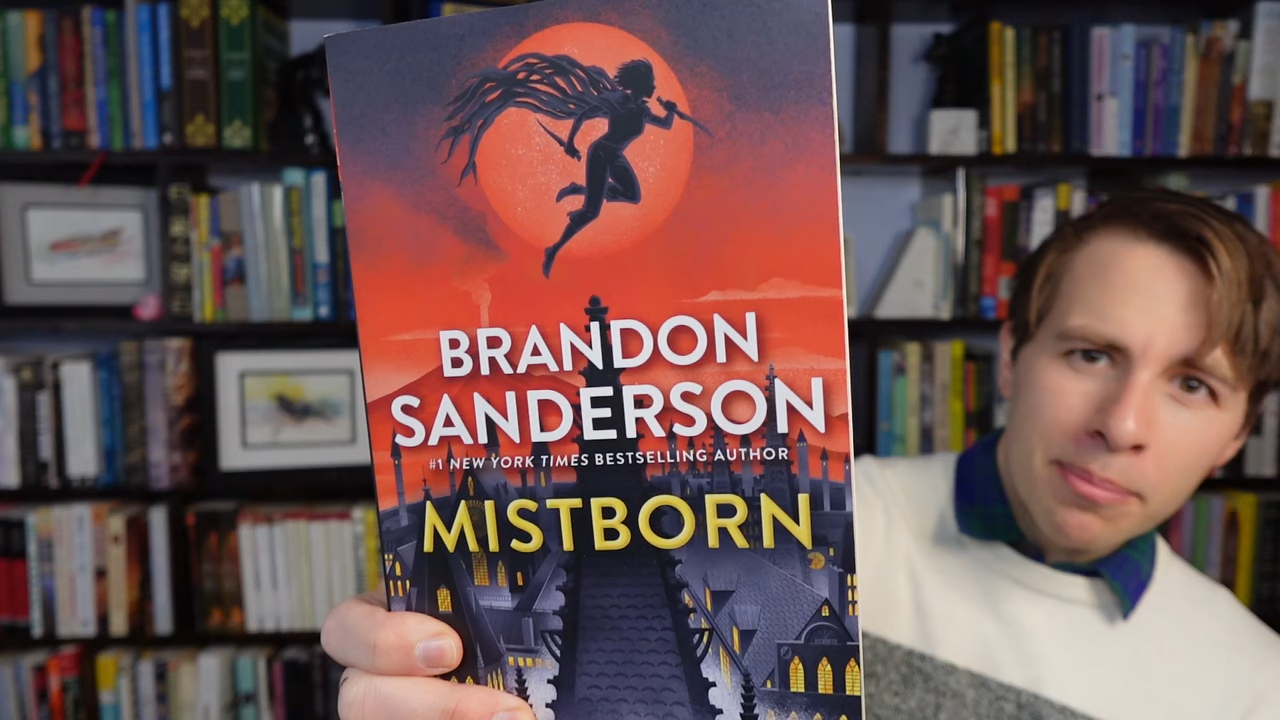 BRANDON
SANDERSON
#1 NEW YORK TIMES BESTSELLING AUTHOR
MISTBORN